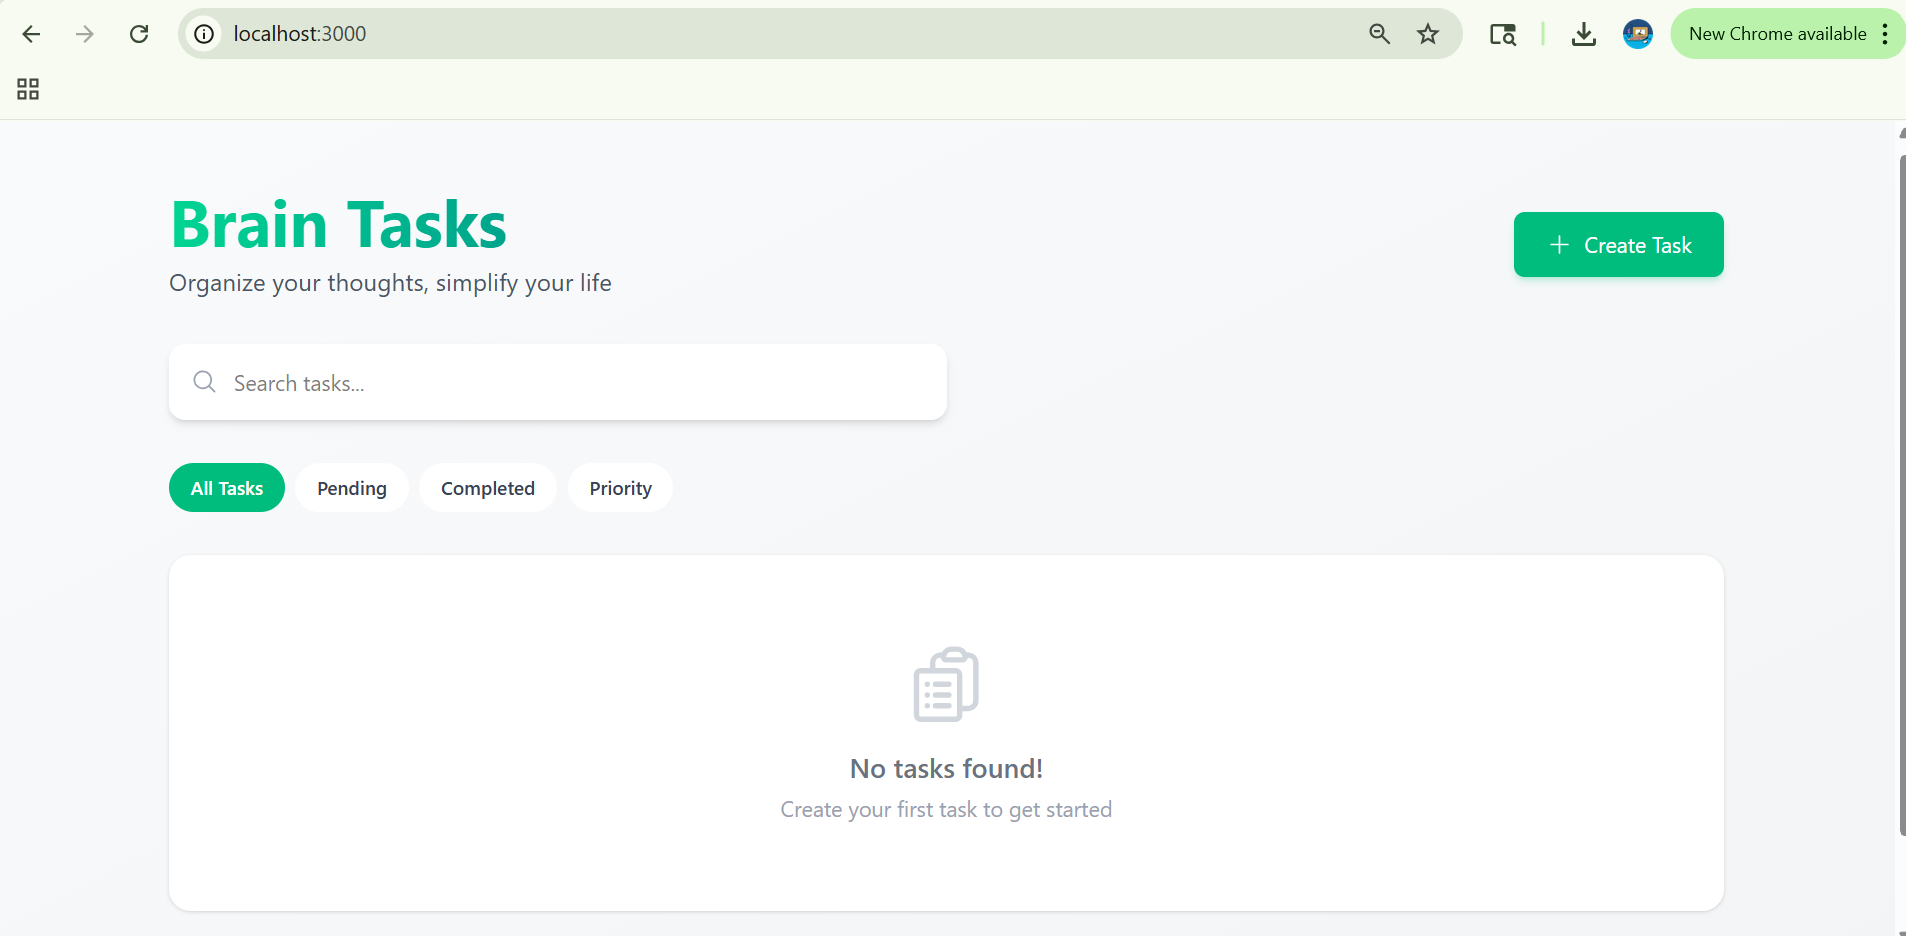 localhost:3000
New Chrome available
Brain Tasks
Organize your thoughts, simplify your life
+ Create Task
Search tasks...
All Tasks
Pending
Completed
Priority
No tasks found!
Create your first task to get started